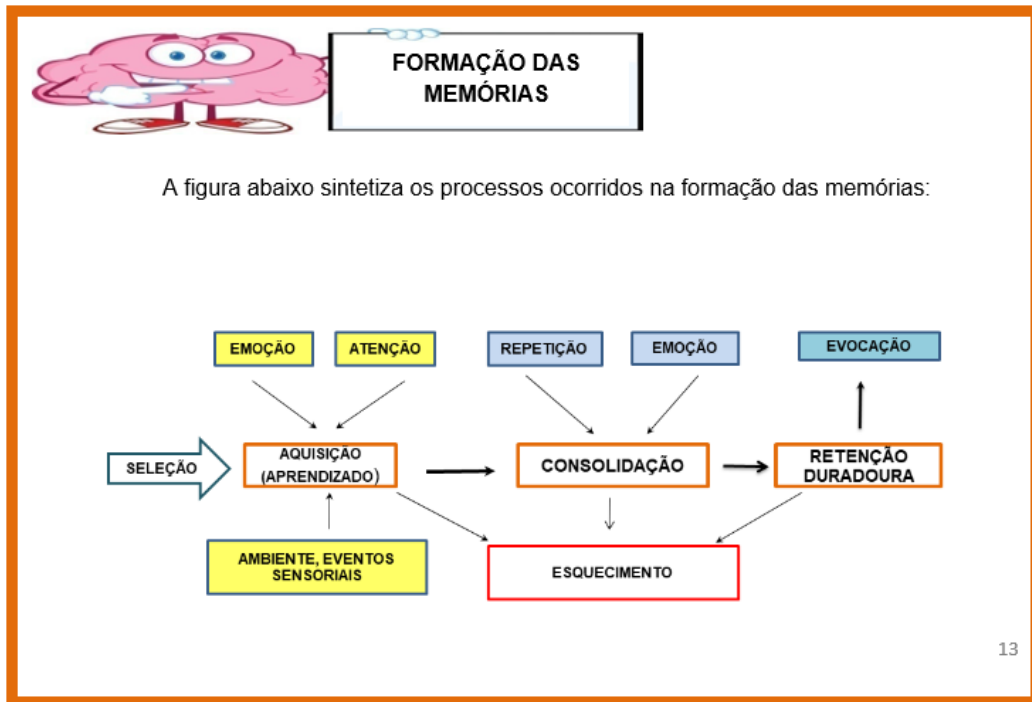 FORMAÇÃO DAS
MEMÓRIAS
A figura abaixo sintetiza os processos ocorridos na formação das memórias:
EMOÇÃO
ATENÇÃO
REPETIÇÃO
EMOÇÃO
EVOCAÇÃO
SELEÇÃO
AQUISIÇÃO
(APRENDIZADO)
CONSOLIDAÇÃO
RETENÇÃO
DURADOURA
AMBIENTE, EVENTOS
SENSORIAIS
ESQUECIMENTO
13